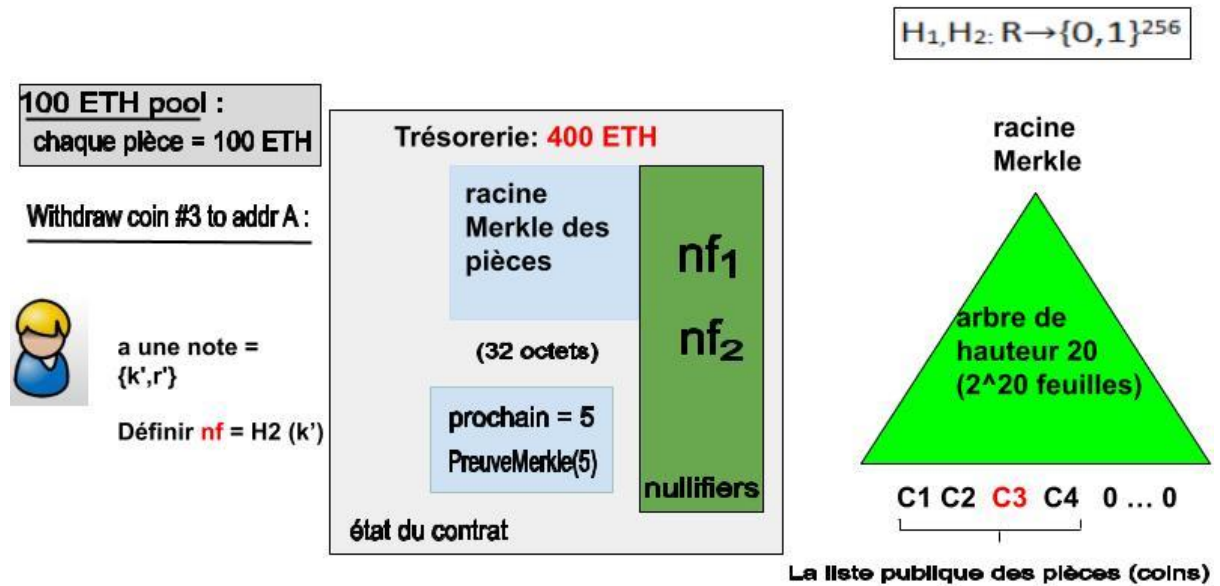 H₁,H₂: R→{0,1}²⁵⁶
100 ETH pool :
chaque pièce = 100 ETH
Withdraw coin #3 to addr A :
a une note =
{k',r'}
Définir nf = H2 (k’)
Trésorerie: 400 ETH
racine
Merkle des
pièces
(32 octets)
prochain = 5
PreuveMerkle(5)
état du contrat
nf₁
nf₂
nullifiers
racine
Merkle
arbre de
hauteur 20
(2^20 feuilles)
C1 C2 C3 C4 0 ... 0
La liste publique des pièces (coins)